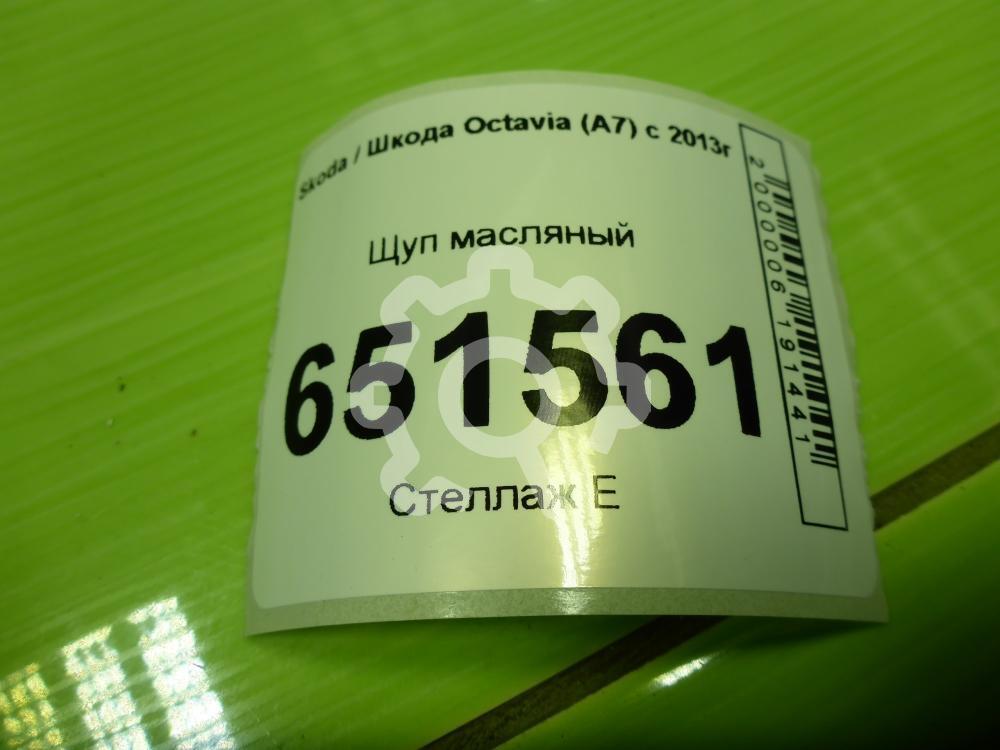 Skoda / Шкода Octavia (A7) с 2013г
Щуп масляный
651561
Стеллаж E
2000006191441